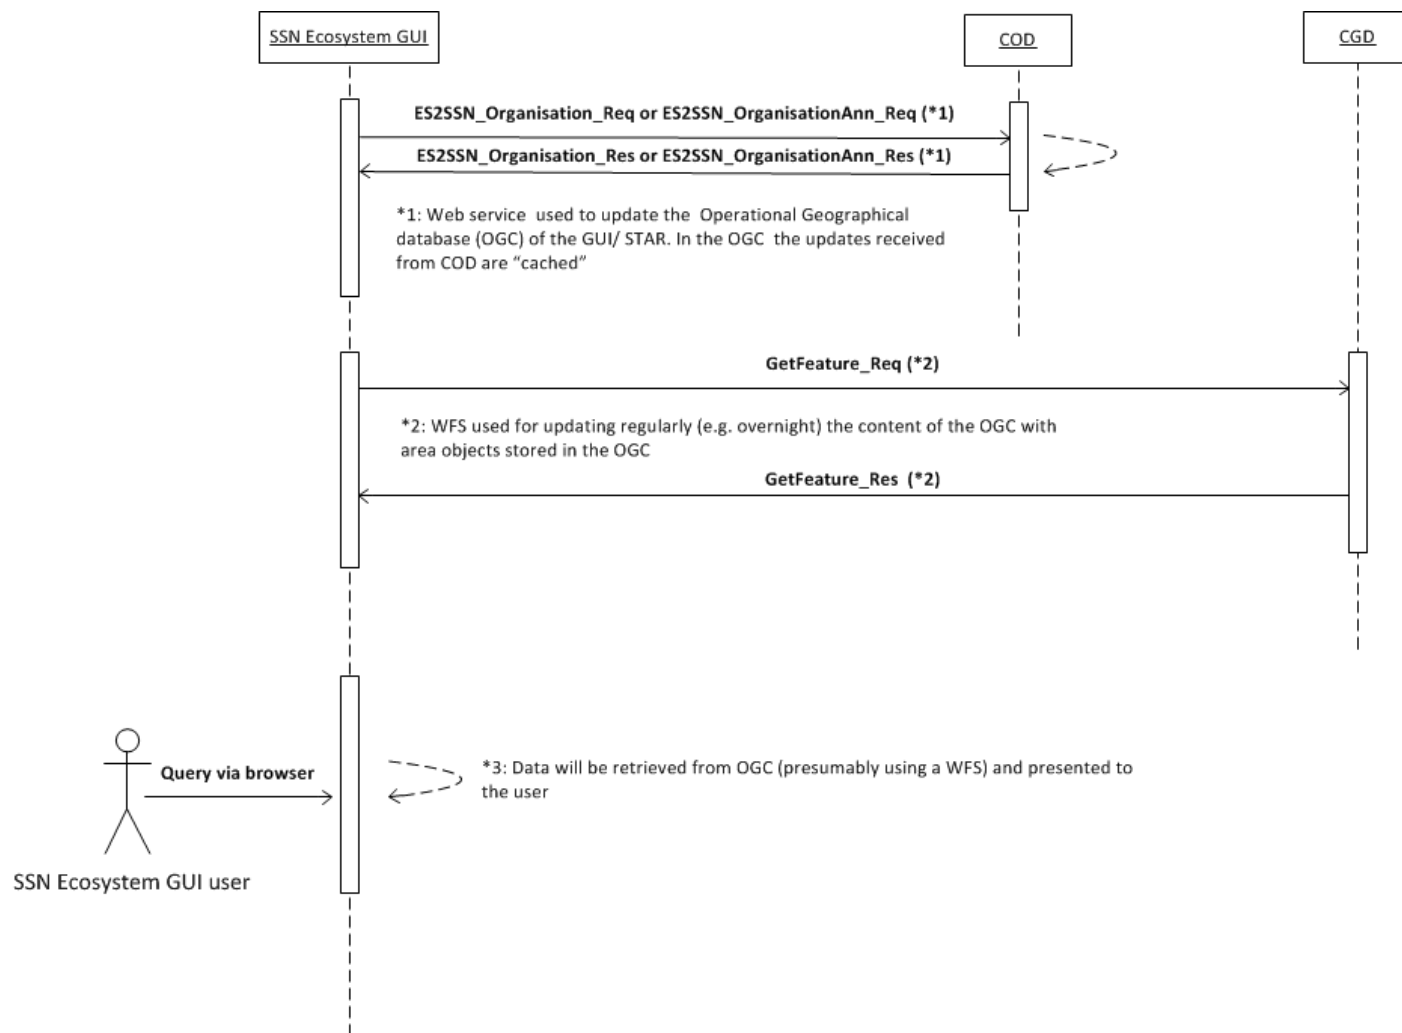 SSN Ecosystem GUI
COD
CGD
ES2SSN_Organisation_Req or ES2SSN_OrganisationAnn_Req (*1)
ES2SSN_Organisation_Res or ES2SSN_OrganisationAnn_Res (*1)
*1: Web service used to update the Operational Geographical
database (OGC) of the GUI/ STAR. In the OGC the updates received
from COD are “cached”
GetFeature_Req (*2)
*2: WFS used for updating regularly (e.g. overnight) the content of the OGC with
area objects stored in the OGC
GetFeature_Res (*2)
Query via browser
*3: Data will be retrieved from OGC (presumably using a WFS) and presented to
the user
SSN Ecosystem GUI user